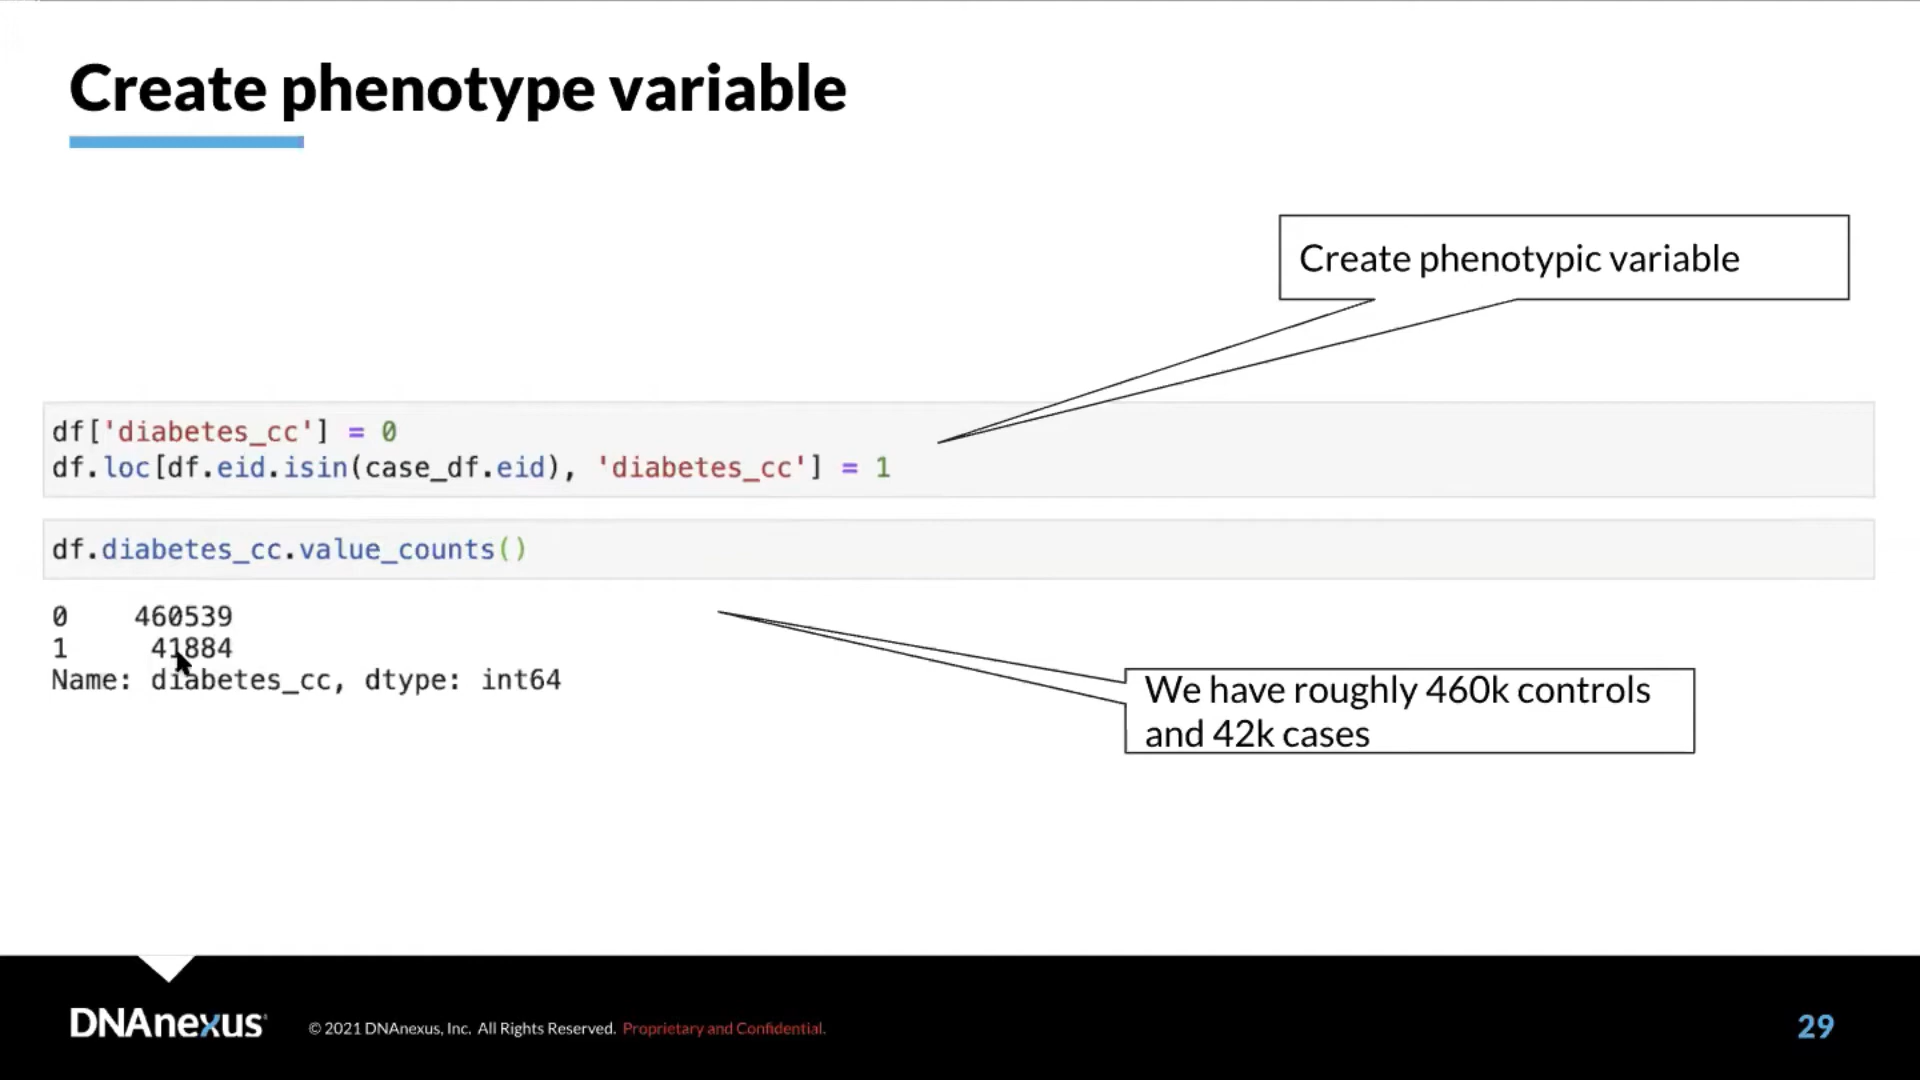 Create phenotype variable
Create phenotypic variable
df['diabetes_cc'] = 0
df.loc[df.eid.isin(case_df.eid), 'diabetes_cc'] = 1
df.diabetes_cc.value_counts()
0 460539
1 41884
Name: diabetes_cc, dtype: int64
We have roughly 460k controls
and 42k cases
DNAnexus © 2021 DNAnexus, Inc. All Rights Reserved. Proprietary and Confidential. 29